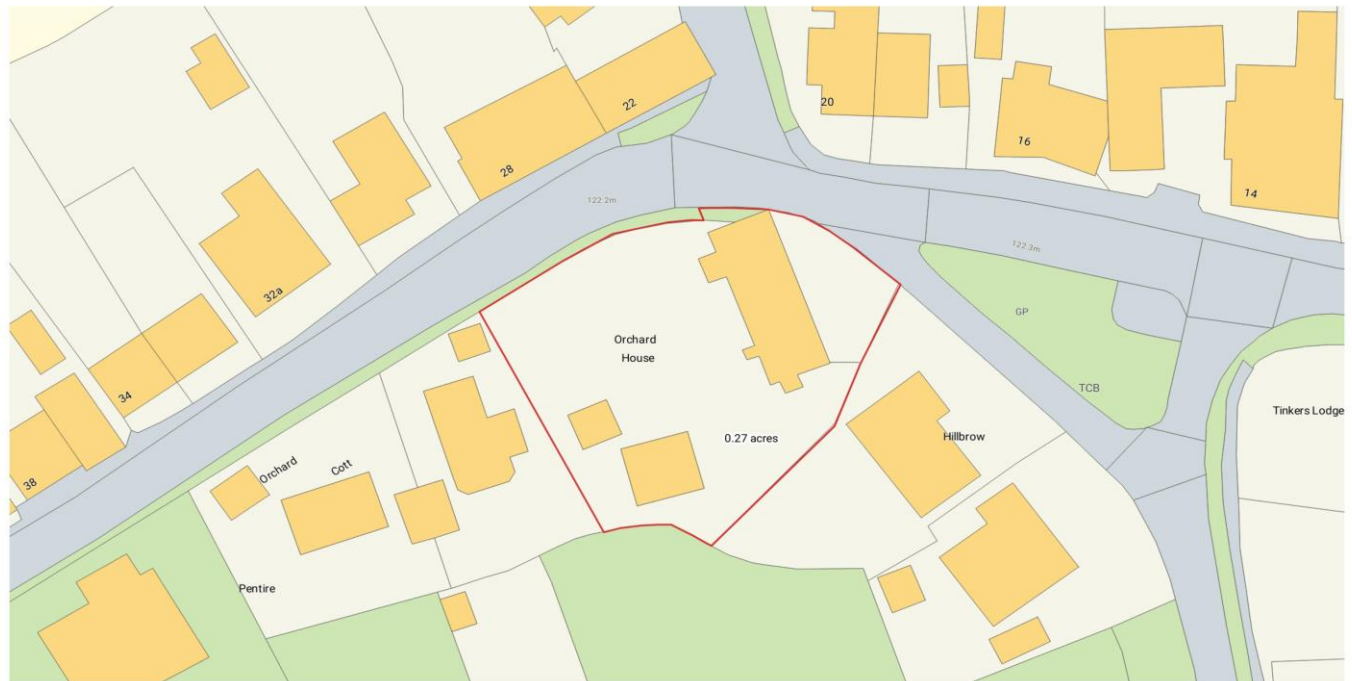 22
20
16
28
14
122.2m
122.3m
32a
GP
Orchard
House
34
TCB
Tinkers Lodge
0.27 acres
Hillbrow
38
Orchard
Cott
Pentire